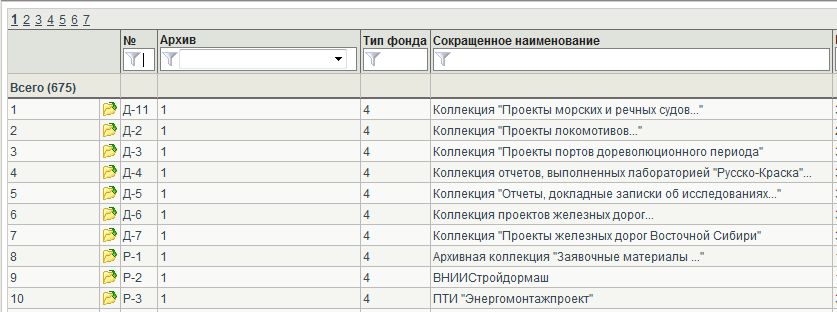 1 2 3 4 5 6 7
№ Архив Тип фонда Сокращенное наименование
Всего (675)
1 Д-11 1 4 Коллекция "Проекты морских и речных судов..."
2 Д-2 1 4 Коллекция "Проекты локомотивов..."
3 Д-3 1 4 Коллекция "Проекты портов дореволюционного периода"
4 Д-4 1 4 Коллекция отчетов, выполненных лабораторией "Русско-Краска"...
5 Д-5 1 4 Коллекция "Отчеты, докладные записки об исследованиях..."
6 Д-6 1 4 Коллекция проектов железных дорог...
7 Д-7 1 4 Коллекция "Проекты железных дорог Восточной Сибири"
8 Р-1 1 4 Архивная коллекция "Заявочные материалы ..."
9 Р-2 1 4 ВНИИСтройдормаш
10 Р-3 1 4 ПТИ "Энергомонтажпроект"